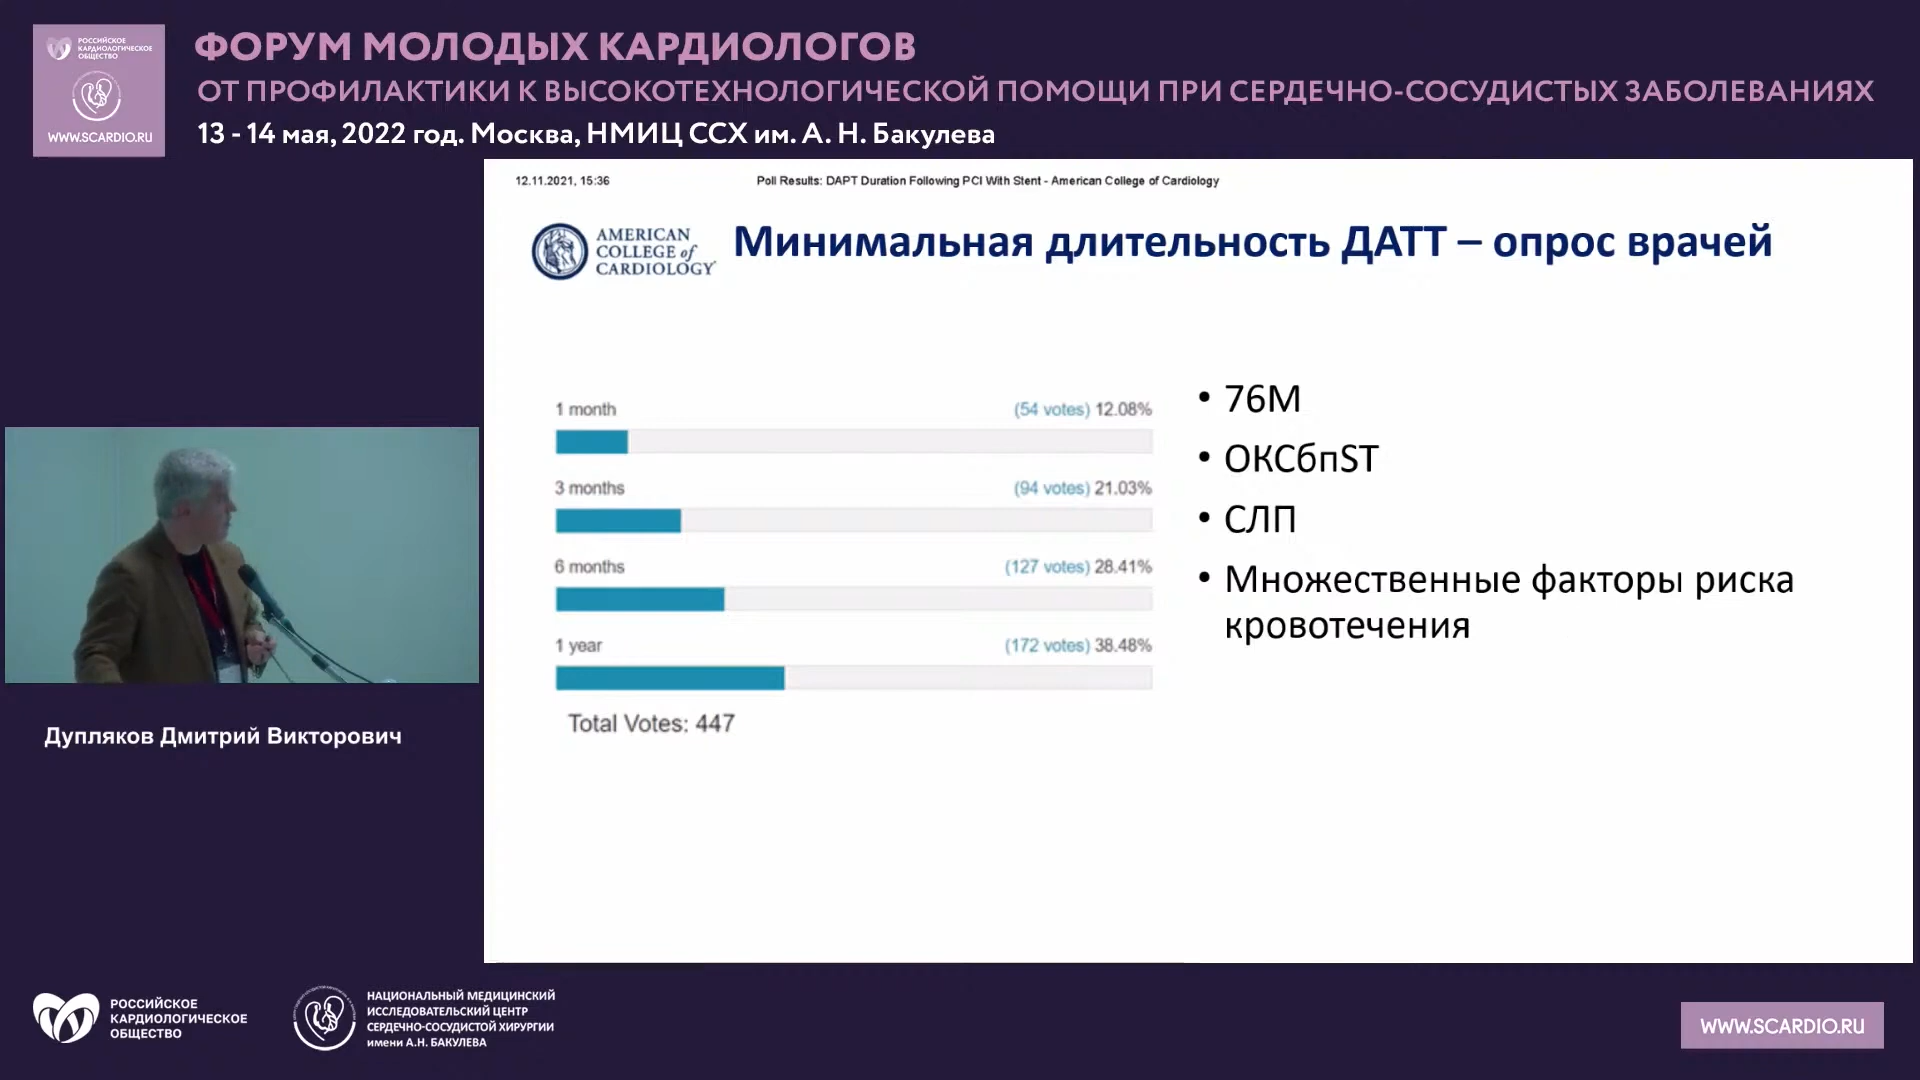 РОССИЙСКОЕ
КАРДИОЛОГИЧЕСКОЕ
ОБЩЕСТВО
WWW.SCARDIO.RU
ФОРУМ МОЛОДЫХ КАРДИОЛОГОВ
ОТ ПРОФИЛАКТИКИ К ВЫСОКОТЕХНОЛОГИЧЕСКОЙ ПОМОЩИ ПРИ СЕРДЕЧНО-СОСУДИСТЫХ ЗАБОЛЕВАНИЯХ
13 - 14 мая, 2022 год. Москва, НМИЦ ССХ им. А. Н. Бакулева
12.11.2021, 15:36
Poll Results: DAPT Duration Following PCI With Stent - American College of Cardiology
AMERICAN
COLLEGE of
CARDIOLOGY
Минимальная длительность ДАТТ – опрос врачей
1 month (54 votes) 12.08%
3 months (94 votes) 21.03%
6 months (127 votes) 28.41%
1 year (172 votes) 38.48%
Total Votes: 447
• 76М
• ОКСбпST
• СЛП
• Множественные факторы риска
кровотечения
Дупляков Дмитрий Викторович
РОССИЙСКОЕ
КАРДИОЛОГИЧЕСКОЕ
ОБЩЕСТВО
НАЦИОНАЛЬНЫЙ МЕДИЦИНСКИЙ
ИССЛЕДОВАТЕЛЬСКИЙ ЦЕНТР
СЕРДЕЧНО-СОСУДИСТОЙ ХИРУРГИИ
имени А.Н. БАКУЛЕВА
WWW.SCARDIO.RU